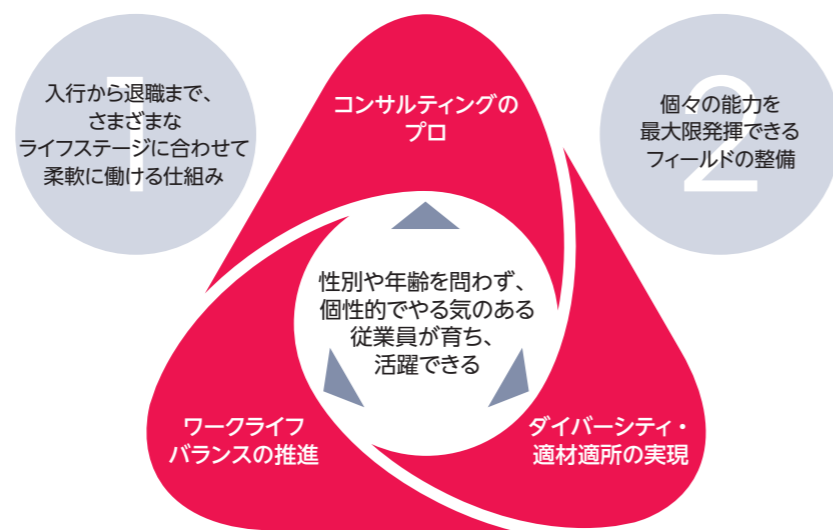 1
入行から退職まで、
さまざまな
ライフステージに合わせて
柔軟に働ける仕組み
コンサルティングの
プロ
2
個々の能力を
最大限発揮できる
フィールドの整備
性別や年齢を問わず、
個性的でやる気のある
従業員が育ち、
活躍できる
ワークライフ
バランスの推進
ダイバーシティ・
適材適所の実現